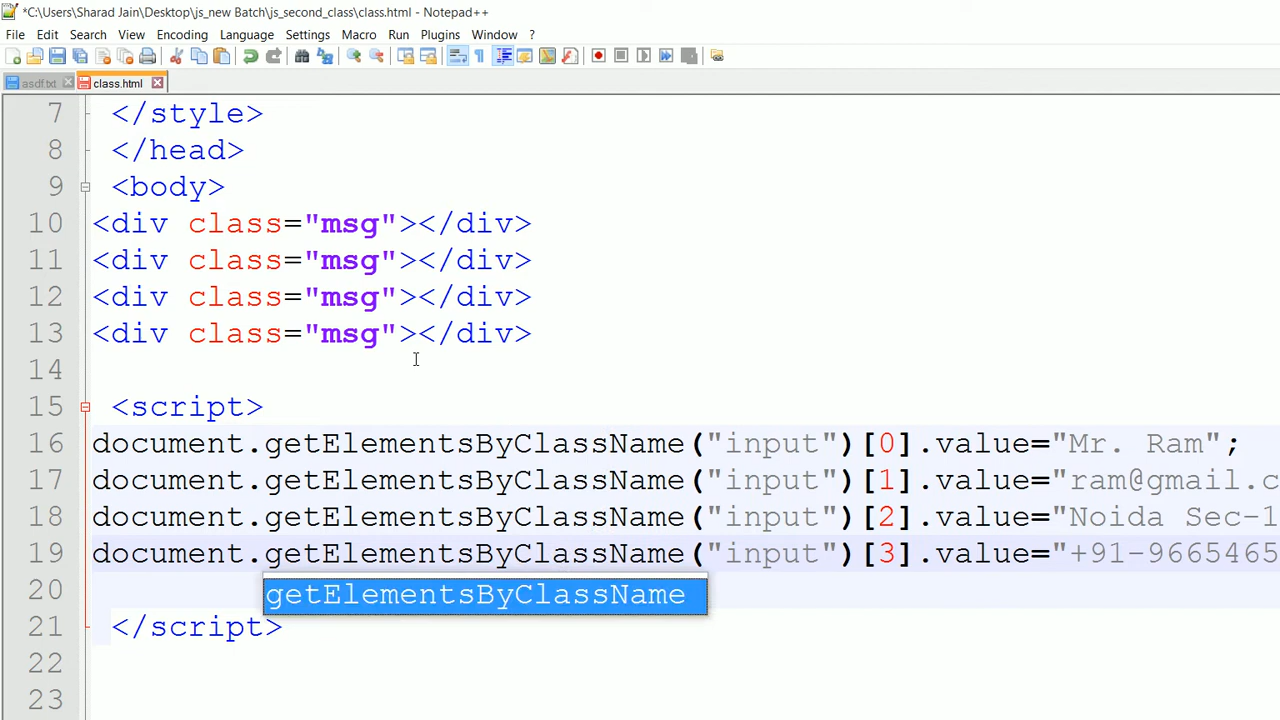 *C:\Users\Sharad Jain\Desktop\js_new Batch\js_second_class\class.html - Notepad++
File Edit Search View Encoding Language Settings Macro Run Plugins Window ?
asdf.txt class.html
7 </style>
8 </head>
9 <body>
10 <div class="msg"></div>
11 <div class="msg"></div>
12 <div class="msg"></div>
13 <div class="msg"></div>
14
15 <script>
16 document.getElementsByClassName("input")[0].value="Mr. Ram";
17 document.getElementsByClassName("input")[1].value="ram@gmail.c
18 document.getElementsByClassName("input")[2].value="Noida Sec-1
19 document.getElementsByClassName("input")[3].value="+91-9665465
20 getElementsByClassName
21 </script>
22
23